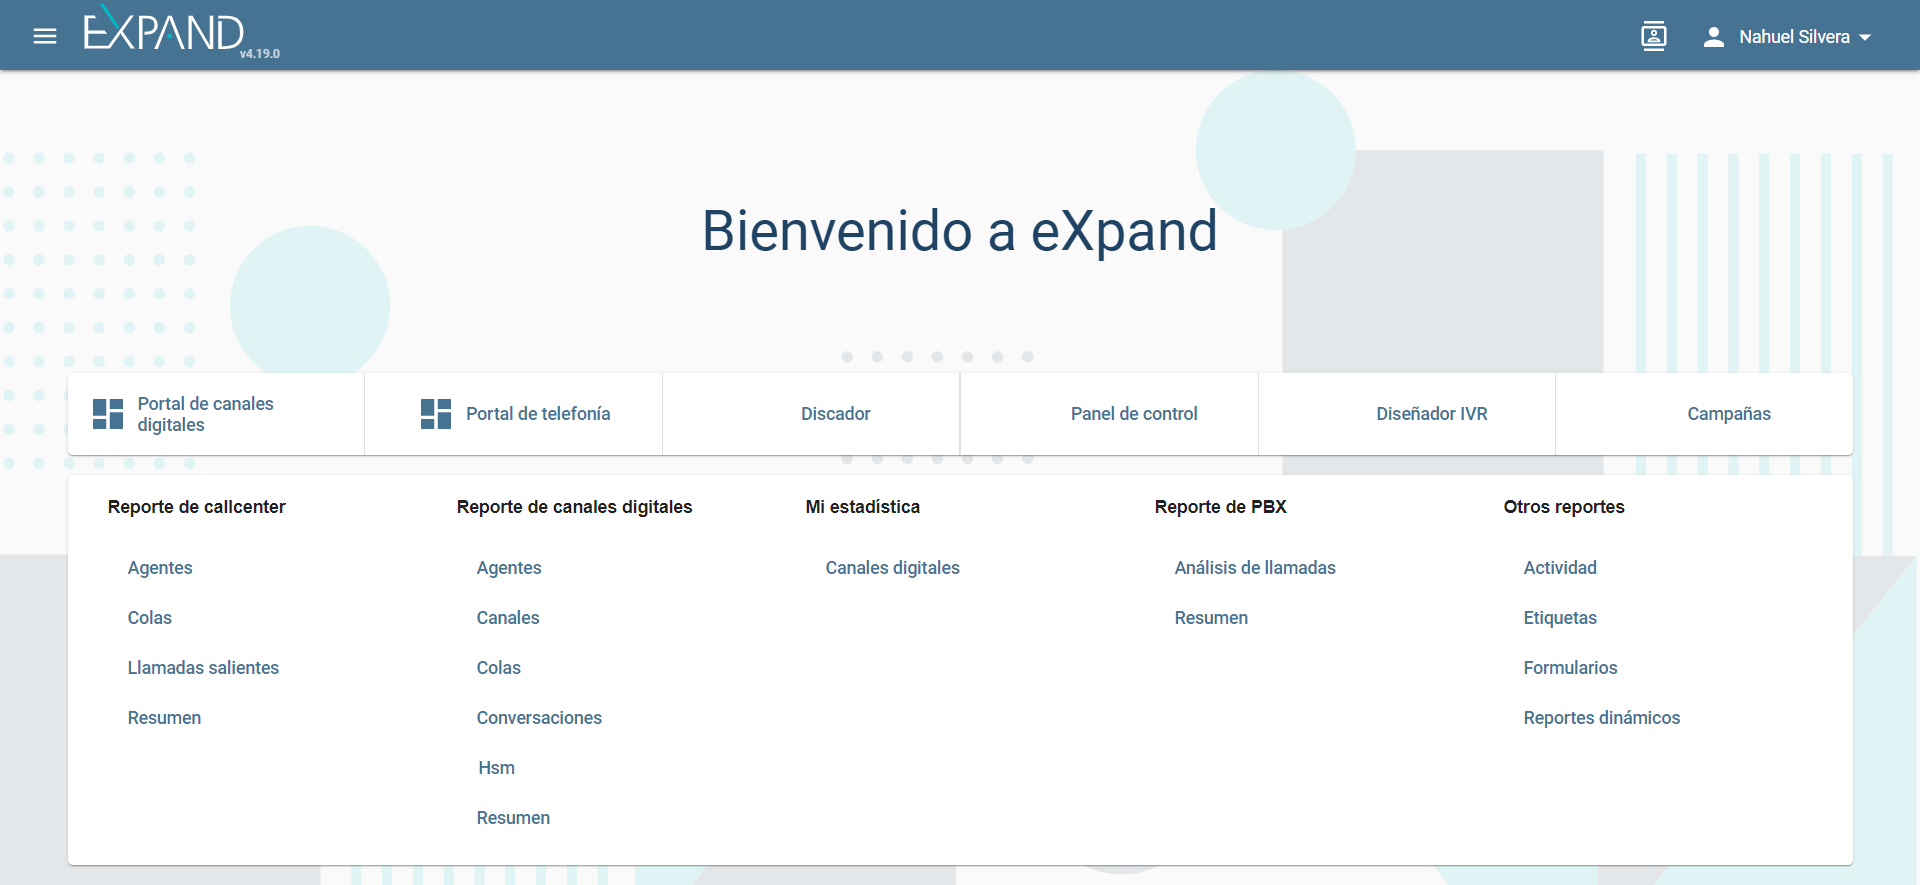 EXPAND
v4.19.0
Nahuel Silvera
Bienvenido a eXpand
Portal de canales
digitales
Portal de telefonía
Discador
Panel de control
Diseñador IVR
Campañas
Reporte de callcenter
Agentes
Colas
Llamadas salientes
Resumen
Reporte de canales digitales
Agentes
Canales
Colas
Conversaciones
Hsm
Resumen
Mi estadística
Canales digitales
Reporte de PBX
Análisis de llamadas
Resumen
Otros reportes
Actividad
Etiquetas
Formularios
Reportes dinámicos